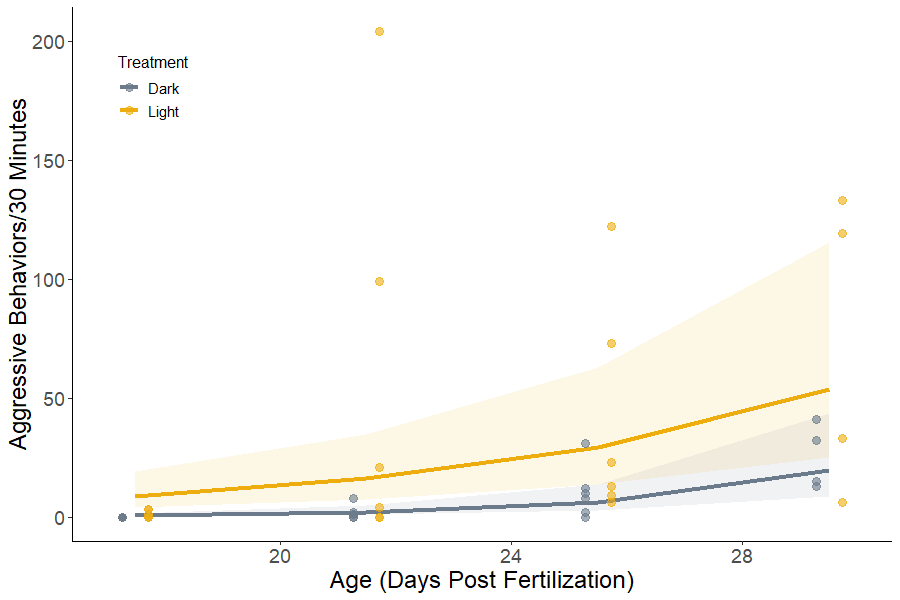 200
150
100
50
0
Aggressive Behaviors/30 Minutes
Treatment
Dark
Light
20
24
28
Age (Days Post Fertilization)